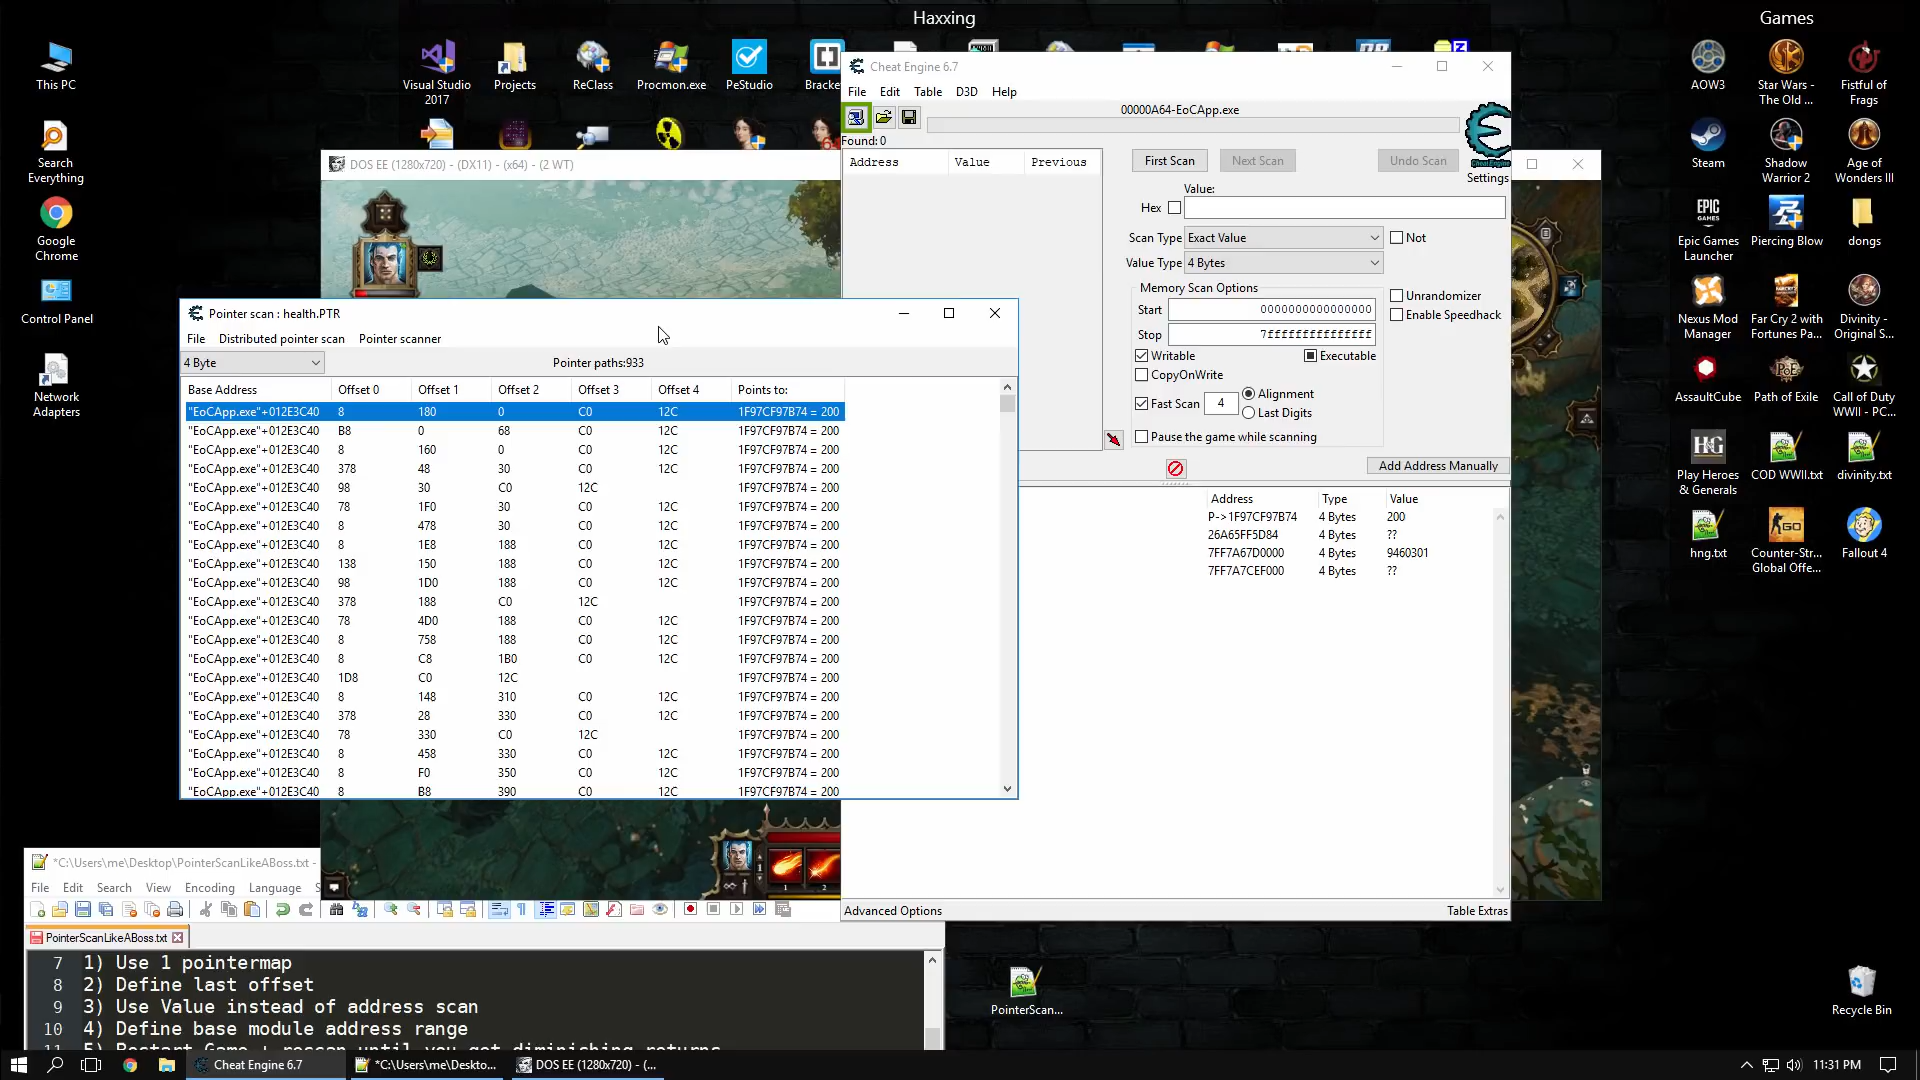 Haxxing
Games
This PC
Search
Everything
Google
Chrome
Control Panel
Network
Adapters
Visual Studio
2017
Projects
ReClass
Procmon.exe
PeStudio
Bracke
DOS EE (1280x720) - (DX11) - (x64) - (2 WT)
Cheat Engine 6.7
File Edit Table D3D Help
00000A64-EoCApp.exe
Found: 0
Address Value Previous
First Scan Next Scan Undo Scan
Settings
Value:
Hex
Scan Type Exact Value Not
Value Type 4 Bytes
Memory Scan Options
Start 0000000000000000
Stop 7fffffffffffffff
Unrandomizer
Enable Speedhack
Writable Executable
CopyOnWrite
Fast Scan 4 Alignment
Last Digits
Pause the game while scanning
Add Address Manually
Address Type Value
P->1F97CF97B74 4 Bytes 200
26A65FF5D84 4 Bytes ??
7FF7A67D0000 4 Bytes 9460301
7FF7A7CEF000 4 Bytes ??
Advanced Options Table Extras
Pointer scan : health.PTR
File Distributed pointer scan Pointer scanner
4 Byte Pointer paths:933
Base Address Offset 0 Offset 1 Offset 2 Offset 3 Offset 4 Points to:
"EoCApp.exe"+012E3C40 8 180 0 C0 12C 1F97CF97B74 = 200
"EoCApp.exe"+012E3C40 B8 0 68 C0 12C 1F97CF97B74 = 200
"EoCApp.exe"+012E3C40 8 160 0 C0 12C 1F97CF97B74 = 200
"EoCApp.exe"+012E3C40 378 48 30 C0 12C 1F97CF97B74 = 200
"EoCApp.exe"+012E3C40 98 30 C0 12C 1F97CF97B74 = 200
"EoCApp.exe"+012E3C40 78 1F0 30 C0 12C 1F97CF97B74 = 200
"EoCApp.exe"+012E3C40 8 478 30 C0 12C 1F97CF97B74 = 200
"EoCApp.exe"+012E3C40 8 1E8 188 C0 12C 1F97CF97B74 = 200
"EoCApp.exe"+012E3C40 138 150 188 C0 12C 1F97CF97B74 = 200
"EoCApp.exe"+012E3C40 98 1D0 188 C0 12C 1F97CF97B74 = 200
"EoCApp.exe"+012E3C40 378 188 C0 12C 1F97CF97B74 = 200
"EoCApp.exe"+012E3C40 78 4D0 188 C0 12C 1F97CF97B74 = 200
"EoCApp.exe"+012E3C40 8 758 188 C0 12C 1F97CF97B74 = 200
"EoCApp.exe"+012E3C40 8 C8 1B0 C0 12C 1F97CF97B74 = 200
"EoCApp.exe"+012E3C40 1D8 C0 12C 1F97CF97B74 = 200
"EoCApp.exe"+012E3C40 8 148 310 C0 12C 1F97CF97B74 = 200
"EoCApp.exe"+012E3C40 378 28 330 C0 12C 1F97CF97B74 = 200
"EoCApp.exe"+012E3C40 78 330 C0 12C 1F97CF97B74 = 200
"EoCApp.exe"+012E3C40 8 458 330 C0 12C 1F97CF97B74 = 200
"EoCApp.exe"+012E3C40 8 F0 350 C0 12C 1F97CF97B74 = 200
"EoCApp.exe"+012E3C40 8 B8 390 C0 12C 1F97CF97B74 = 200
*C:\Users\me\Desktop\PointerScanLikeABoss.txt -
File Edit Search View Encoding Language S
PointerScanLikeABoss.txt
7 1) Use 1 pointermap
8 2) Define last offset
9 3) Use Value instead of address scan
10 4) Define base module address range
11 5) Restart Game + rescan until you get diminishing returns
AOW3
Star Wars -
The Old ...
Fistful of
Frags
Steam
Shadow
Warrior 2
Age of
Wonders III
EPIC
GAMES
Epic Games
Launcher
Piercing Blow
dongs
Nexus Mod
Manager
Far Cry 2 with
Fortunes Pa...
Divinity -
Original S...
AssaultCube
PoE
Path of Exile
Call of Duty
WWII - PC...
H&G
Play Heroes
& Generals
COD WWII.txt
divinity.txt
hng.txt
GO
Counter-Str...
Global Offe...
Fallout 4
PointerScan...
Recycle Bin
Cheat Engine 6.7
*C:\Users\me\Deskto...
DOS EE (1280x720) - (...
11:31 PM